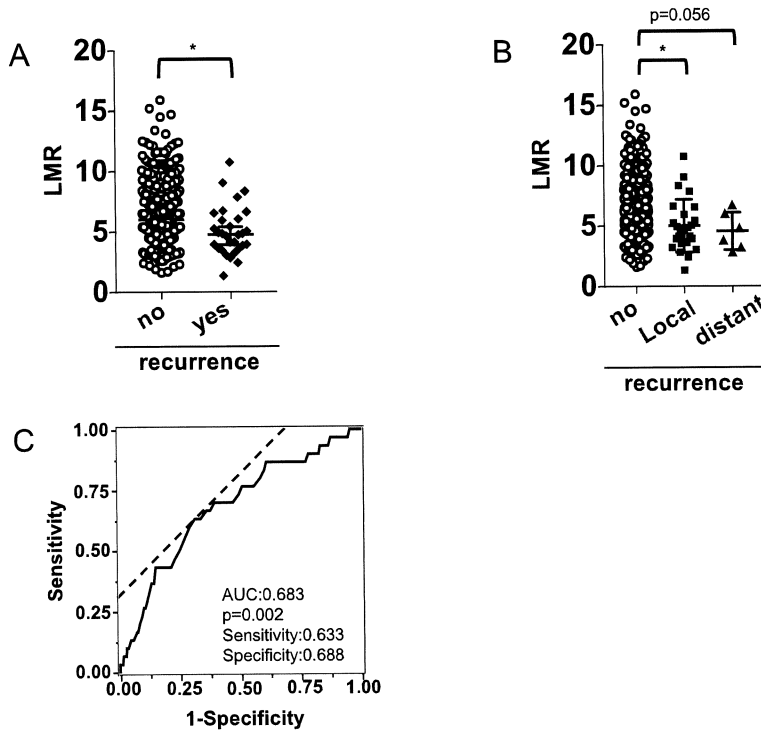 A
20
15
10
5
0
LMR
*
no
yes
recurrence
B
p=0.056
20
15
10
5
0
LMR
*
no
Local
distant
recurrence
C
1.00
0.75
0.50
0.25
0.00
Sensitivity
AUC:0.683
p=0.002
Sensitivity:0.633
Specificity:0.688
0.00 0.25 0.50 0.75 1.00
1-Specificity